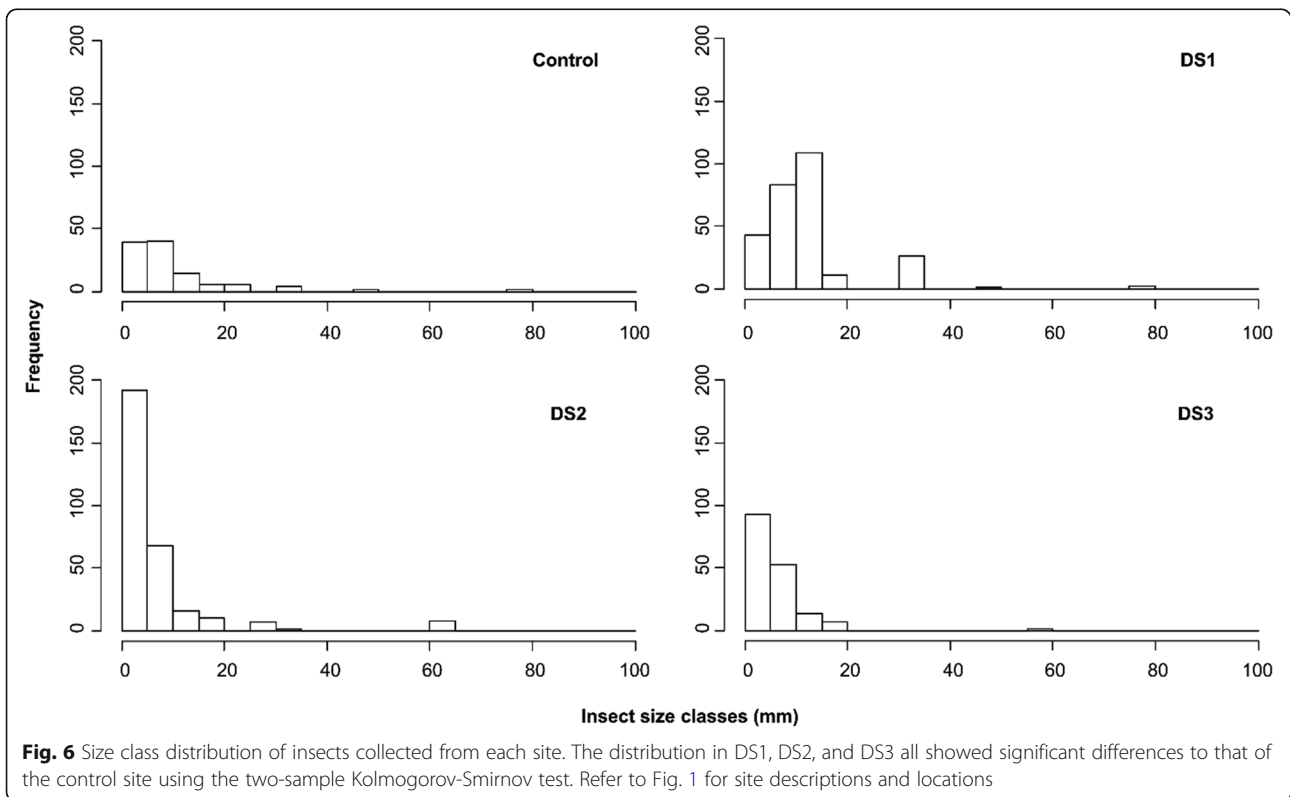 Control
DS1
200
150
100
50
0
0 20 40 60 80 100
200
150
100
50
0
0 20 40 60 80 100
Frequency
DS2
DS3
200
150
100
50
0
0 20 40 60 80 100
200
150
100
50
0
0 20 40 60 80 100
Insect size classes (mm)
Fig. 6 Size class distribution of insects collected from each site. The distribution in DS1, DS2, and DS3 all showed significant differences to that of
the control site using the two-sample Kolmogorov-Smirnov test. Refer to Fig. 1 for site descriptions and locations